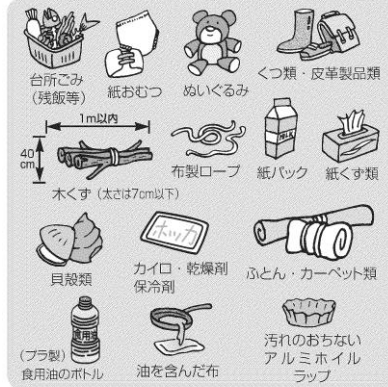 台所ごみ
(残飯等)
紙おむつ
ぬいぐるみ
くつ類・皮革製品類
1m以内
40
cm
木くず(太さは7cm以下)
布製ロープ
MILK
紙パック
紙くず類
貝殻類
ホッカ
カイロ・乾燥剤
保冷剤
ふとん・カーペット類
食用油
(プラ製)
食用油のボトル
油を含んだ布
汚れのおちない
アルミホイル
ラップ